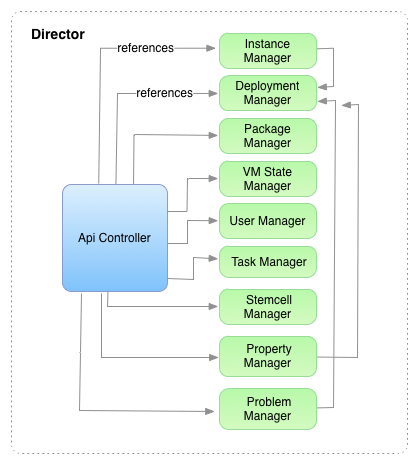 Director
references
Instance
Manager
references
Deployment
Manager
Package
Manager
VM State
Manager
Api Controller
User Manager
Task Manager
Stemcell
Manager
Property
Manager
Problem
Manager